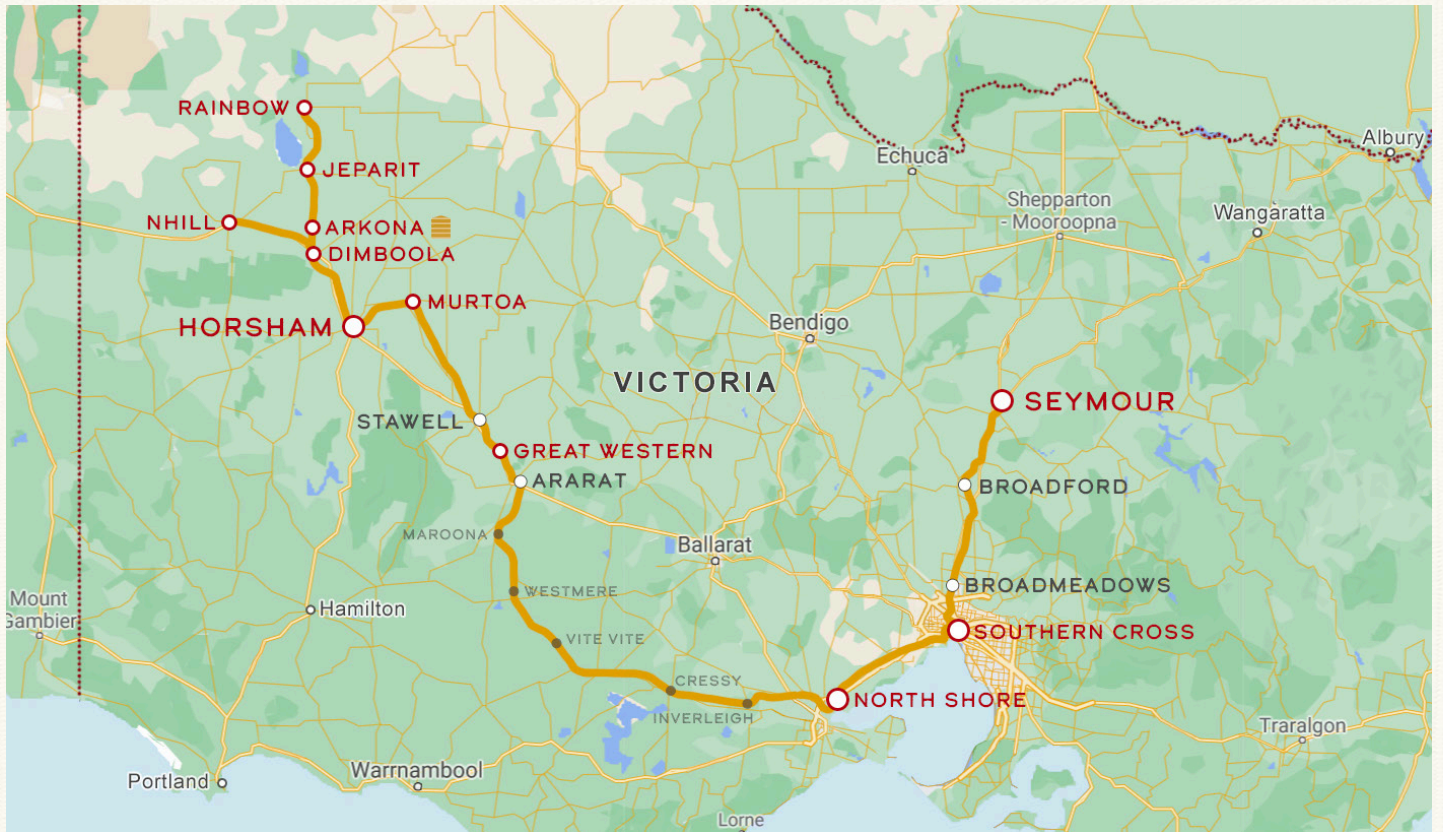 RAINBOW
Albury
Echuca
JEPARIT
Shepparton
- Mooroopna
Wangaratta
NHILL
ARKONA
DIMBOOLA
MURTOA
HORSHAM
Bendigo
VICTORIA
SEYMOUR
STAWELL
GREAT WESTERN
ARARAT
BROADFORD
MAROONA
Ballarat
BROADMEADOWS
WESTMERE
Mount
Gambier
Hamilton
SOUTHERN CROSS
VITE VITE
CRESSY
NORTH SHORE
INVERLEIGH
Traralgon
Warrnambool
Portland
Lorne